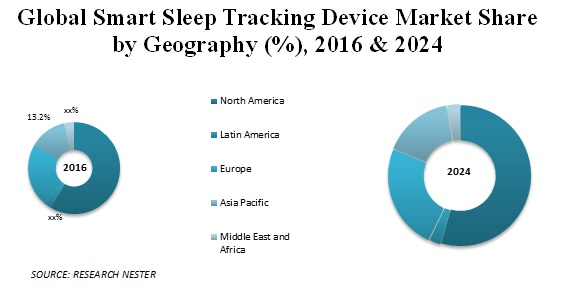 Global Smart Sleep Tracking Device Market Share
by Geography (%), 2016 & 2024
xx%
13.2%
2016
xx%
North America
Latin America
Europe
Asia Pacific
Middle East and
Africa
2024
SOURCE: RESEARCH NESTER